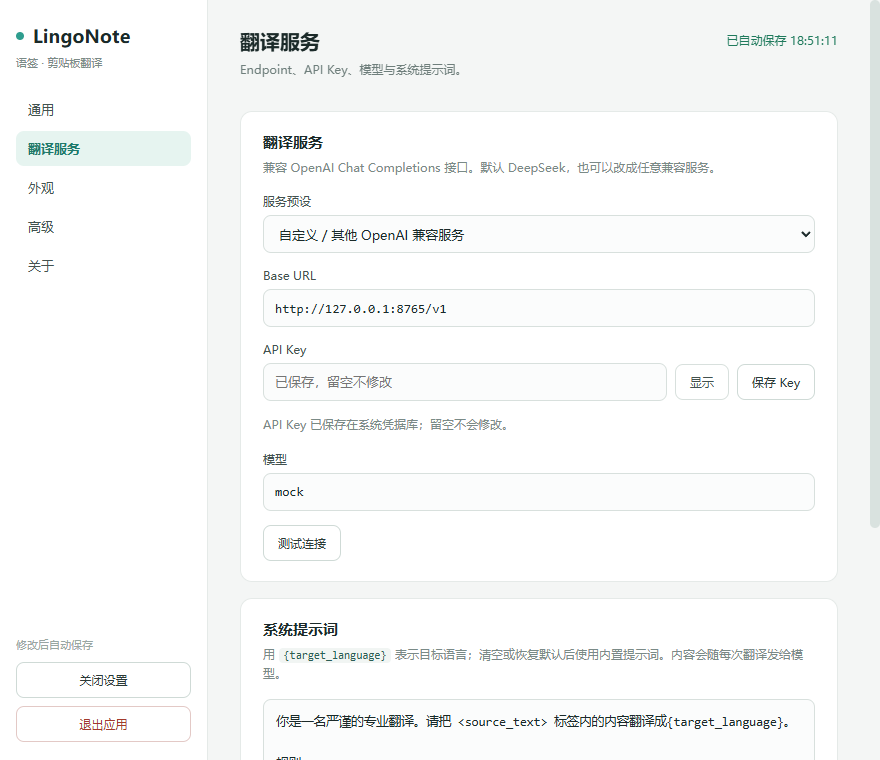 LingoNote
语签 · 剪贴板翻译
通用
翻译服务
外观
高级
关于
修改后自动保存
关闭设置
退出应用
翻译服务
已自动保存 18:51:11
Endpoint、API Key、模型与系统提示词。
翻译服务
兼容 OpenAI Chat Completions 接口。默认 DeepSeek，也可以改成任意兼容服务。
服务预设
自定义 / 其他 OpenAI 兼容服务
Base URL
http://127.0.0.1:8765/v1
API Key
已保存，留空不修改
显示
保存 Key
API Key 已保存在系统凭据库；留空不会修改。
模型
mock
测试连接
系统提示词
用 {target_language} 表示目标语言；清空或恢复默认后使用内置提示词。内容会随每次翻译发给模
型。
你是一名严谨的专业翻译。请把 <source_text> 标签内的内容翻译成{target_language}。